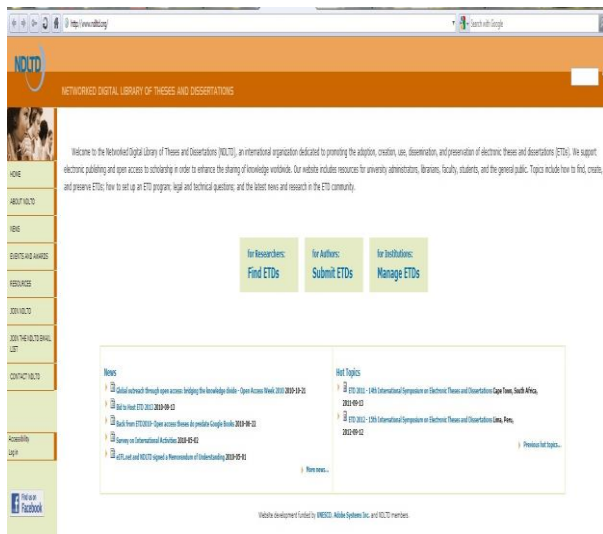 http://www.ndltd.org/
Search with Google
NDLTD
NETWORKED DIGITAL LIBRARY OF THESES AND DISSERTATIONS
Welcome to the Networked Digital Library of Theses and Dissertations (NDLTD), an international organization dedicated to promoting the adoption, creation, use, dissemination, and preservation of electronic theses and dissertations (ETDs). We support
electronic publishing and open access to scholarship in order to enhance the sharing of knowledge worldwide. Our website includes resources for university administrators, librarians, faculty, students, and the general public. Topics include how to find, create,
and preserve ETDs; how to set up an ETD program; legal and technical questions; and the latest news and research in the ETD community.
HOME
ABOUT NDLTD
NEWS
EVENTS AND AWARDS
RESOURCES
JOIN NDLTD
JOIN THE NDLTD EMAIL
LIST
CONTACT NDLTD
Accessibility
Log in
Find us on
Facebook
for Researchers:
Find ETDs
for Authors:
Submit ETDs
for Institutions:
Manage ETDs
News
Global outreach through open access: bridging the knowledge divide - Open Access Week 2010 2010-10-21
Bid to Host ETD 2013 2010-09-13
Back from ETD2010- Open access theses do predate Google Books 2010-06-22
Survey on International Activities 2010-05-02
eIFL.net and NDLTD signed a Memorandum of Understanding 2010-05-01
More news...
Hot Topics
ETD 2011 - 14th International Symposium on Electronic Theses and Dissertations Cape Town, South Africa,
2011-09-13
ETD 2012 - 15th International Symposium on Electronic Theses and Dissertations Lima, Peru,
2012-09-12
Previous hot topics...
Website development funded by UNESCO, Adobe Systems Inc. and NDLTD members.